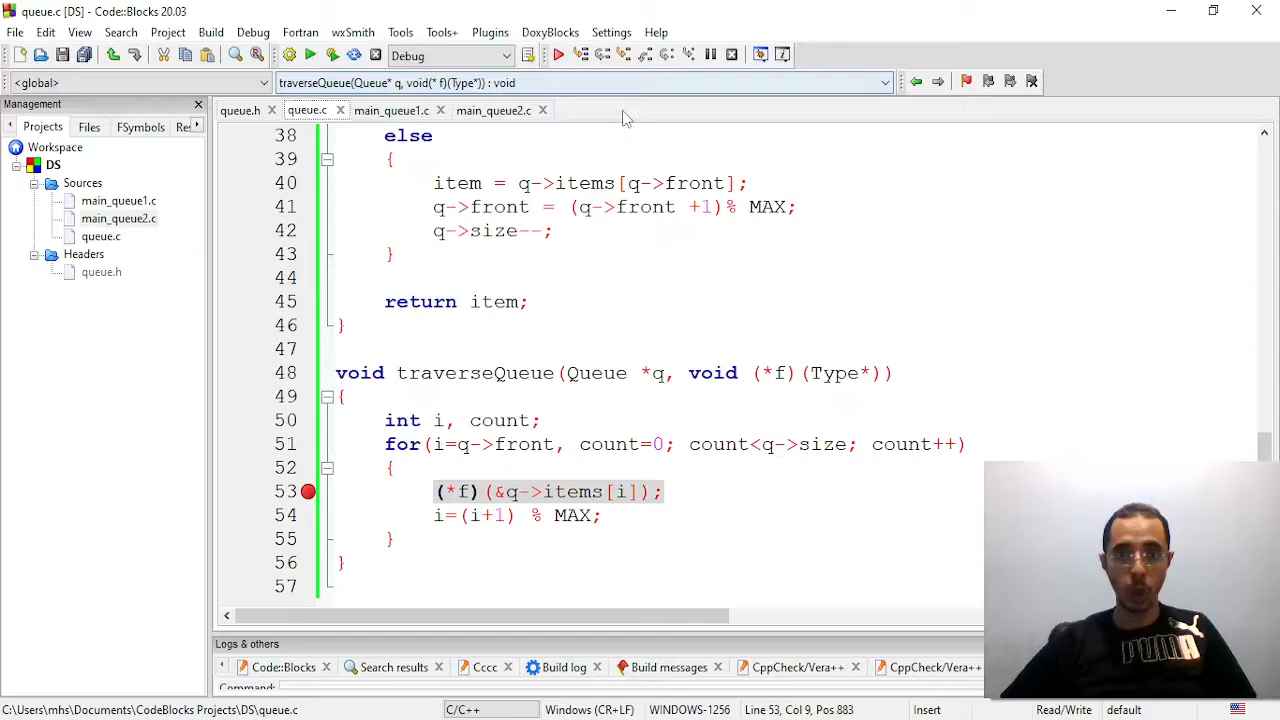 queue.c [DS] - Code::Blocks 20.03
File Edit View Search Project Build Debug Fortran wxSmith Tools Tools+ Plugins DoxyBlocks Settings Help
Debug
<global> traverseQueue(Queue* q, void(* f)(Type*)) : void
Management
queue.h queue.c main_queue1.c main_queue2.c
Projects Files FSymbols Res
Workspace
DS
Sources
main_queue1.c
main_queue2.c
queue.c
Headers
queue.h
38 else
39 {
40 item = q->items[q->front];
41 q->front = (q->front +1)% MAX;
42 q->size--;
43 }
44
45 return item;
46 }
47
48 void traverseQueue(Queue *q, void (*f)(Type*))
49 {
50 int i, count;
51 for(i=q->front, count=0; count<q->size; count++)
52 {
53 (*f)(&q->items[i]);
54 i=(i+1) % MAX;
55 }
56 }
57
Logs & others
Code::Blocks Search results Cccc Build log Build messages CppCheck/Vera++ CppCheck/Vera++
Command:
C:\Users\mhs\Documents\CodeBlocks Projects\DS\queue.c C/C++ Windows (CR+LF) WINDOWS-1256 Line 53, Col 9, Pos 883 Insert Read/Write default
PUMA